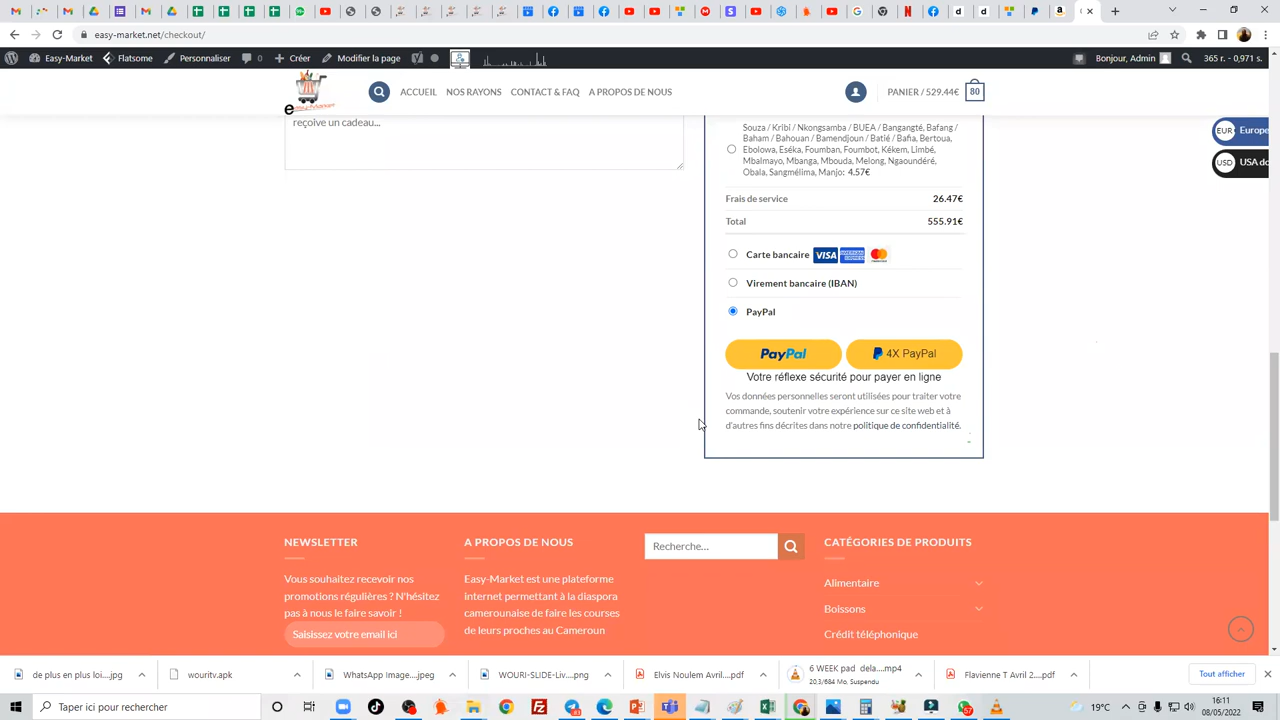 easy-market.net/checkout/
Easy-Market
Flatsome
Personnaliser
0
Créer
Modifier la page
Bonjour, Admin
365 r. - 0,971 s.
ACCUEIL
NOS RAYONS
CONTACT & FAQ
A PROPOS DE NOUS
PANIER / 529.44€
80
reçoive un cadeau...
Souza / Kribi / Nkongsamba / BUEA / Bangangté, Bafang /
Baham / Bahouan / Bamendjoun / Batié / Bafia, Bertoua,
Ebolowa, Eséka, Foumban, Foumbot, Kékem, Limbé,
Mbalmayo, Mbanga, Mbouda, Melong, Ngaoundéré,
Obala, Sangmélima, Manjo: 4.57€
EUR Europe
USD USA do
Frais de service 26.47€
Total 555.91€
Carte bancaire VISA
Virement bancaire (IBAN)
PayPal
PayPal
4X PayPal
Votre réflexe sécurité pour payer en ligne
Vos données personnelles seront utilisées pour traiter votre
commande, soutenir votre expérience sur ce site web et à
d'autres fins décrites dans notre politique de confidentialité.
NEWSLETTER
Vous souhaitez recevoir nos
promotions régulières ? N'hésitez
pas à nous le faire savoir !
Saisissez votre email ici
A PROPOS DE NOUS
Easy-Market est une plateforme
internet permettant à la diaspora
camerounaise de faire les courses
de leurs proches au Cameroun
Recherche...
CATÉGORIES DE PRODUITS
Alimentaire
Boissons
Crédit téléphonique
de plus en plus loi....jpg
wouritv.apk
WhatsApp Image....jpeg
WOURI-SLIDE-Liv....png
Elvis Noulem Avril....pdf
6 WEEK pad dela....mp4
20,3/684 Mo, Suspendu
Flavienne T Avril 2....pdf
Tout afficher
Taper ici pour rechercher
19°C
16:11
08/05/2022